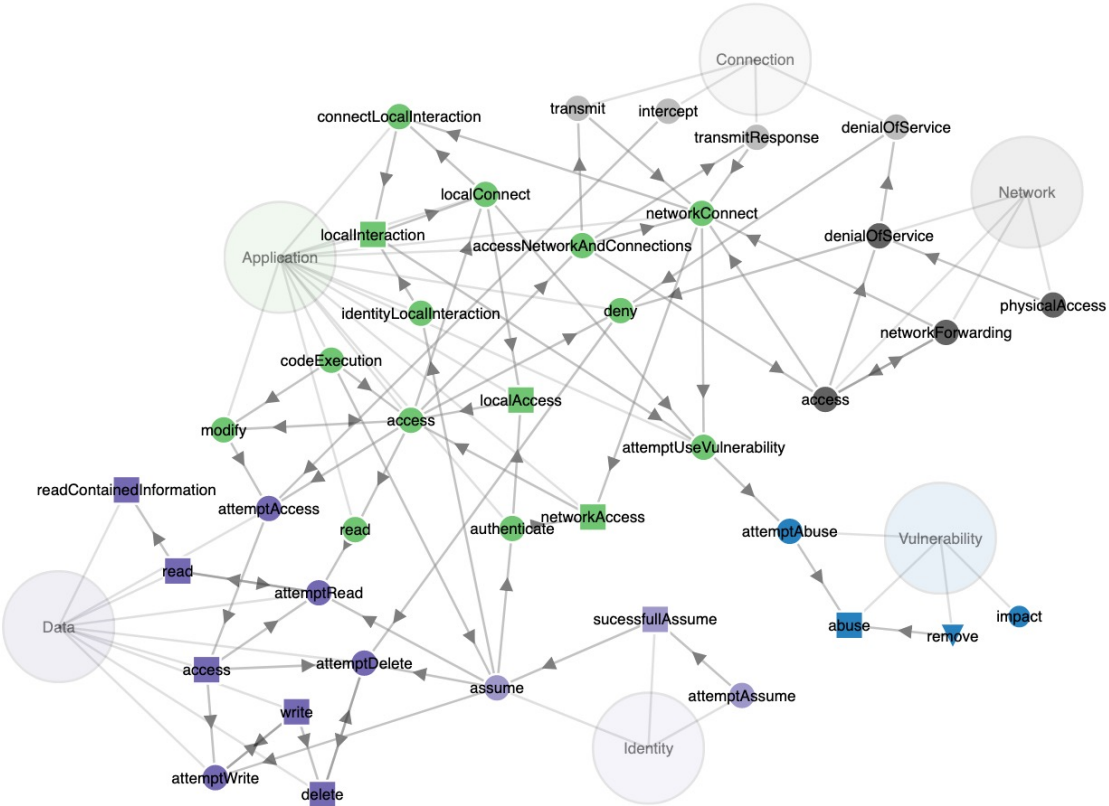 Connection
transmit
intercept
connectLocalInteraction
transmitResponse
denialOfService
localConnect
Network
networkConnect
localInteraction
accessNetworkAndConnections
denialOfService
Application
identityLocalInteraction
deny
physicalAccess
networkForwarding
codeExecution
localAccess
access
access
modify
attemptUseVulnerability
readContainedInformation
attemptAccess
networkAccess
read
authenticate
attemptAbuse
Vulnerability
read
attemptRead
Data
sucessfullAssume
impact
abuse
remove
access
attemptDelete
assume
attemptAssume
write
Identity
attemptWrite
delete